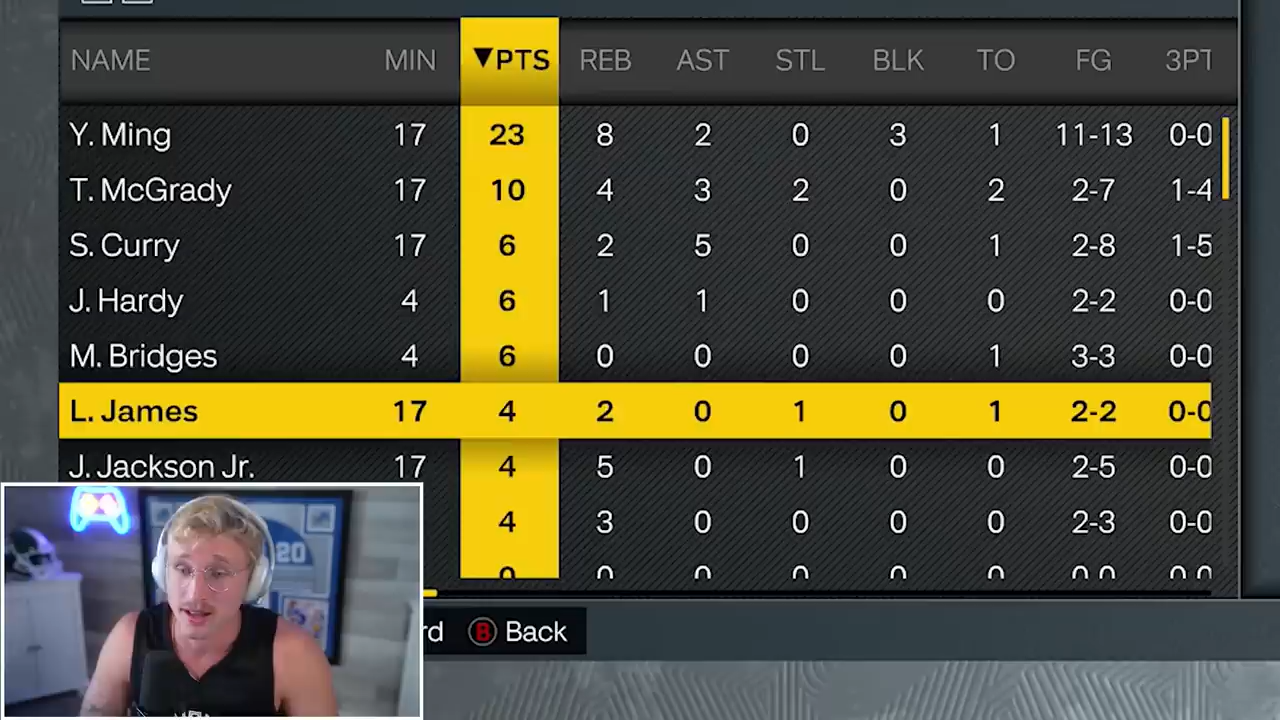 NAME MIN ▼PTS REB AST STL BLK TO FG 3PT
Y. Ming 17 23 8 2 0 3 1 11-13 0-0
T. McGrady 17 10 4 3 2 0 2 2-7 1-4
S. Curry 17 6 2 5 0 0 1 2-8 1-5
J. Hardy 4 6 1 1 0 0 0 2-2 0-0
M. Bridges 4 6 0 0 0 0 1 3-3 0-0
L. James 17 4 2 0 1 0 1 2-2 0-0
J. Jackson Jr. 17 4 5 0 1 0 0 2-5 0-0
4 3 0 0 0 0 2-3 0-0
20
rd B Back